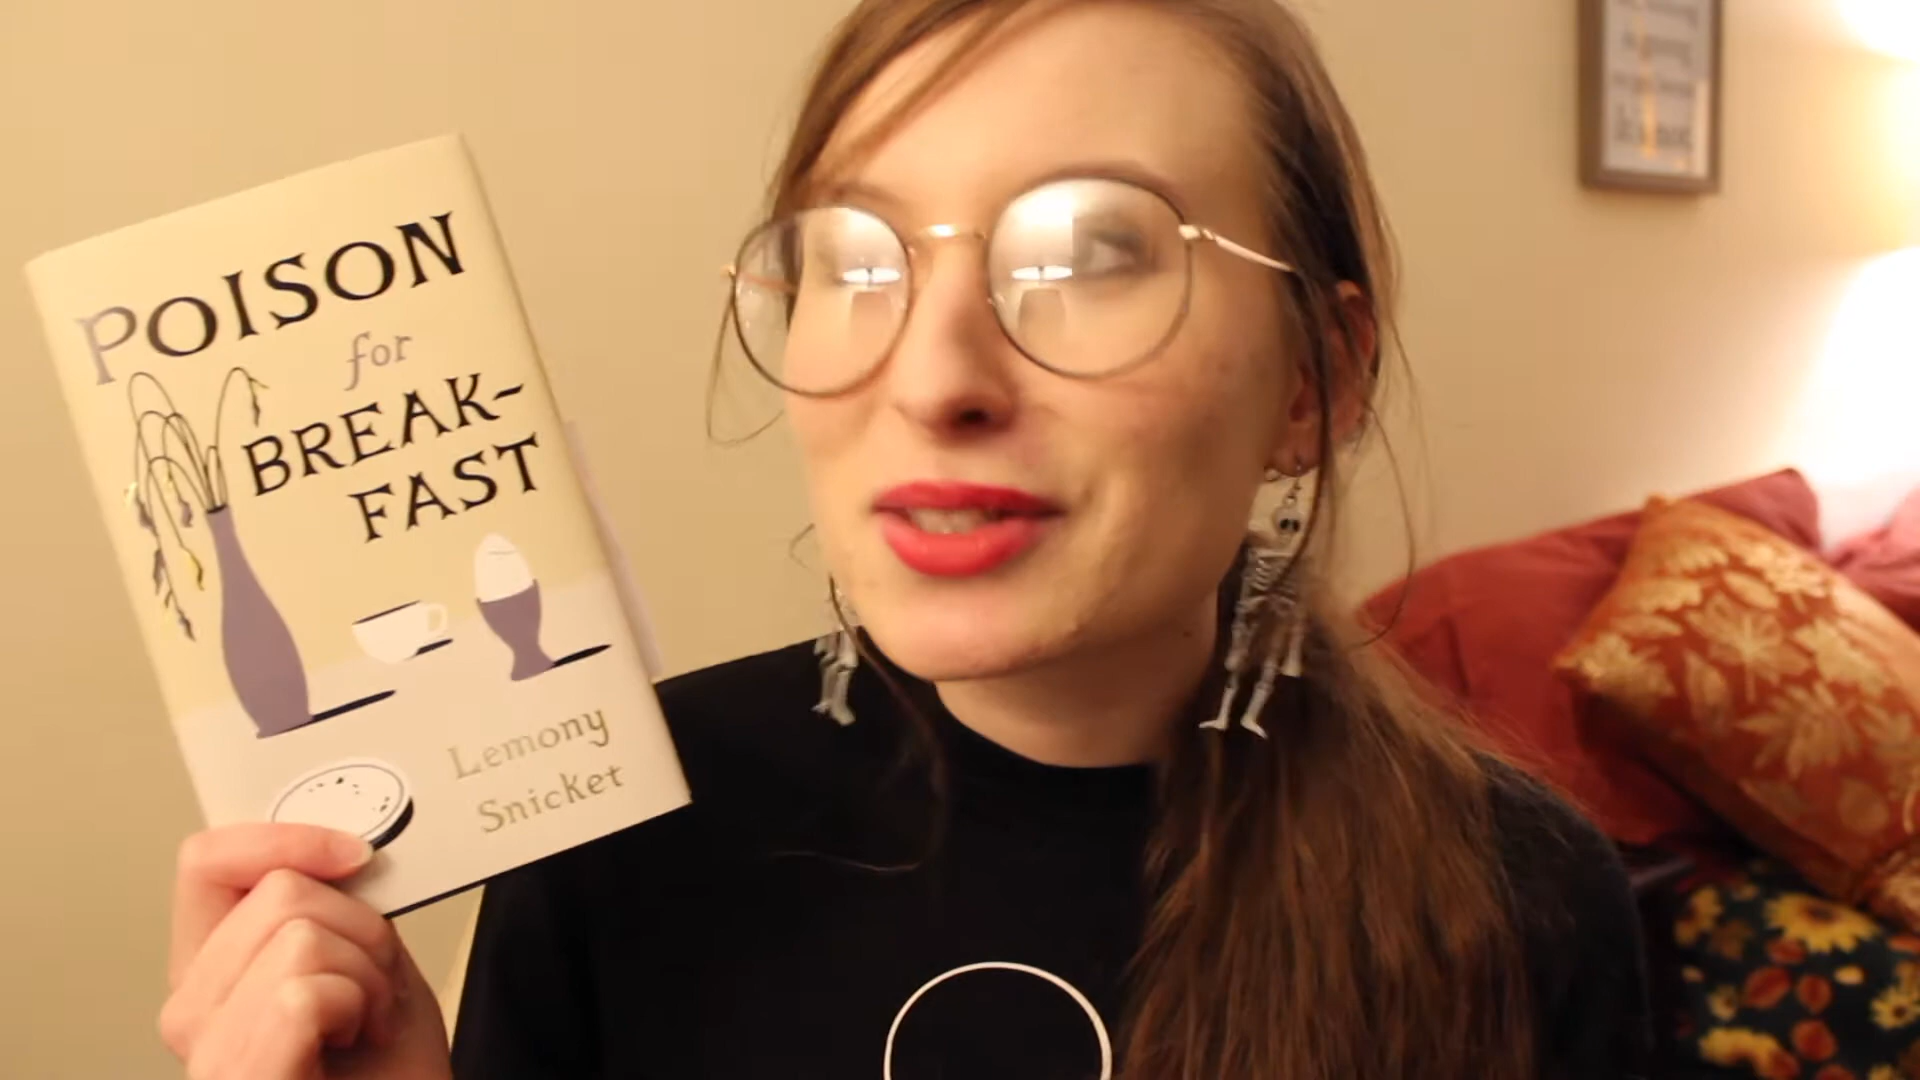 POISON
for
BREAK-
FAST
Lemony
Snicket